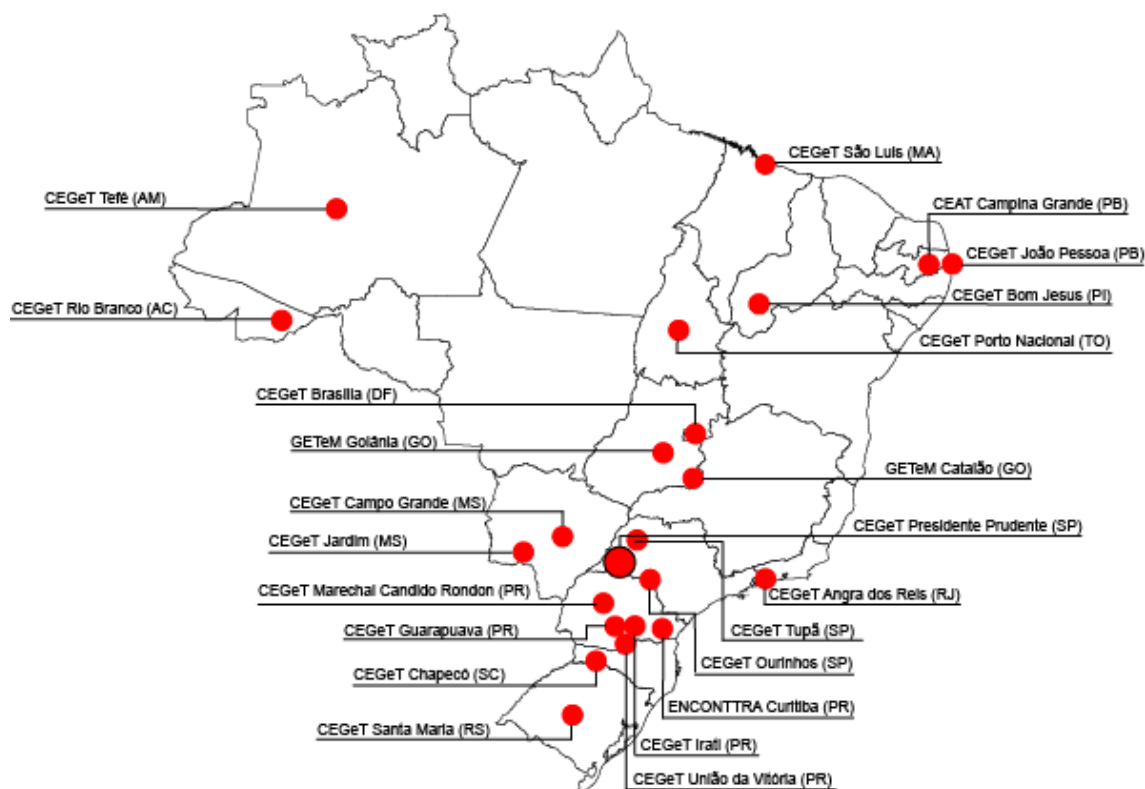 CEGeT São Luis (MA)
CEGeT Tefé (AM)
CEAT Campina Grande (PB)
CEGeT João Pessoa (PB)
CEGeT Bom Jesus (PI)
CEGeT Rio Branco (AC)
CEGeT Porto Nacional (TO)
CEGeT Brasília (DF)
GETeM Goiânia (GO)
GETeM Catalão (GO)
CEGeT Campo Grande (MS)
CEGeT Presidente Prudente (SP)
CEGeT Jardim (MS)
CEGeT Marechal Candido Rondon (PR)
CEGeT Angra dos Reis (RJ)
CEGeT Guarapuava (PR)
CEGeT Tupã (SP)
CEGeT Chapecó (SC)
CEGeT Ourinhos (SP)
ENCONTTRA Curitiba (PR)
CEGeT Santa Maria (RS)
CEGeT Irati (PR)
CEGeT União da Vitória (PR)